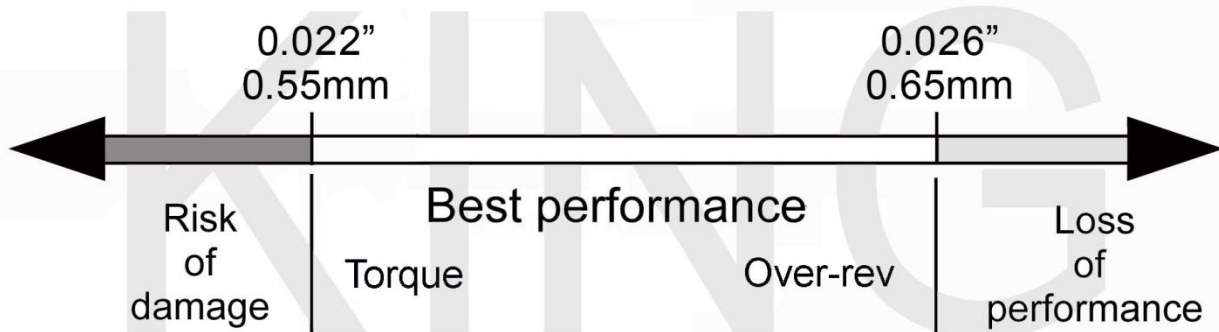 KING
0.022”
0.55mm
0.026”
0.65mm
Best performance
Risk
of
damage
Torque
Over-rev
Loss
of
performance